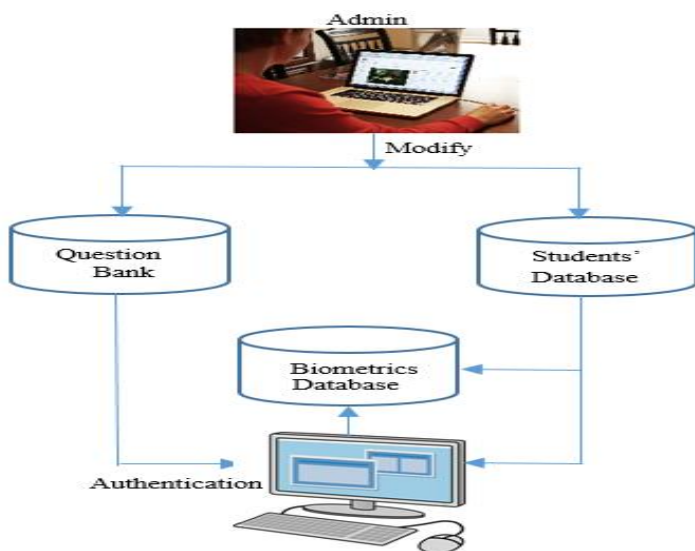 Admin
Modify
Question
Bank
Students’
Database
Biometrics
Database
Authentication